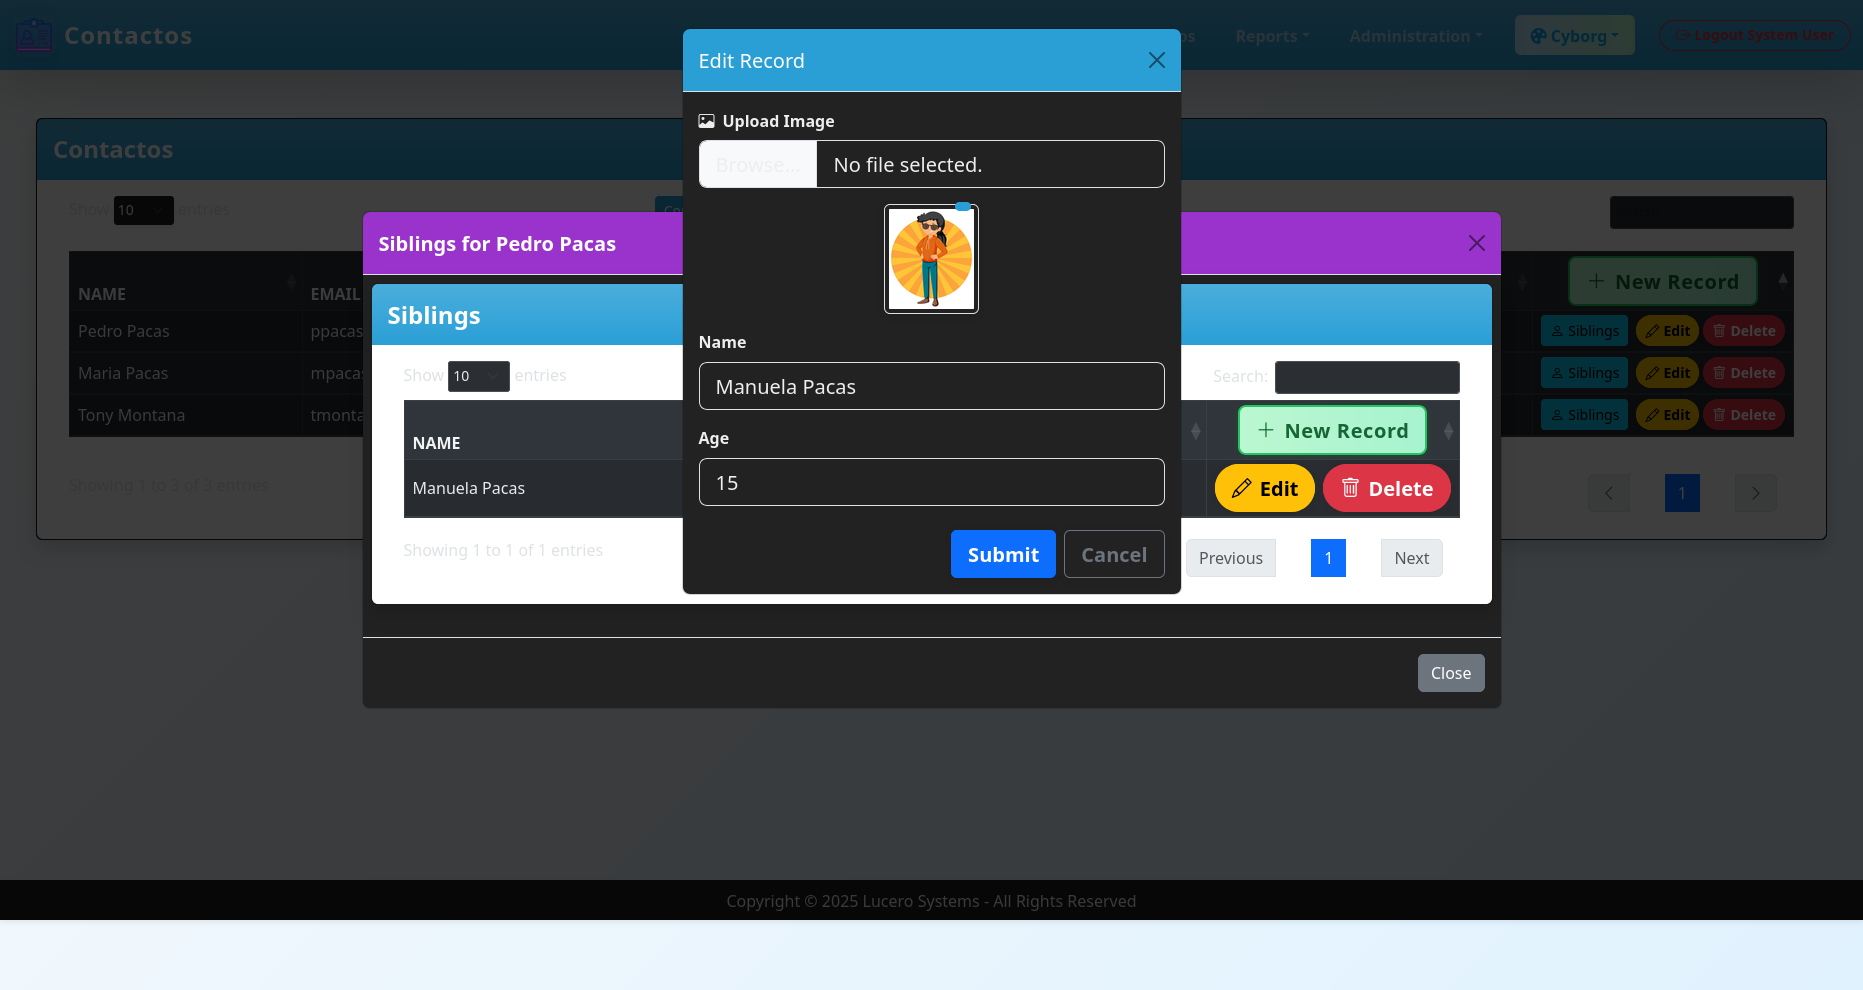 Contactos
os
Reports
Administration
Cyborg
Logout System User
Edit Record
Upload Image
Browse... No file selected.
Name
Manuela Pacas
Age
15
Submit Cancel
Contactos
Show 10 entries
NAME EMAIL New Record
Pedro Pacas ppacas Siblings Edit Delete
Maria Pacas mpacas Siblings Edit Delete
Tony Montana tmonta Siblings Edit Delete
Showing 1 to 3 of 3 entries 1
Siblings for Pedro Pacas
Siblings
Show 10 entries Search:
NAME New Record
Manuela Pacas Edit Delete
Showing 1 to 1 of 1 entries Previous 1 Next
Close
Copyright © 2025 Lucero Systems - All Rights Reserved